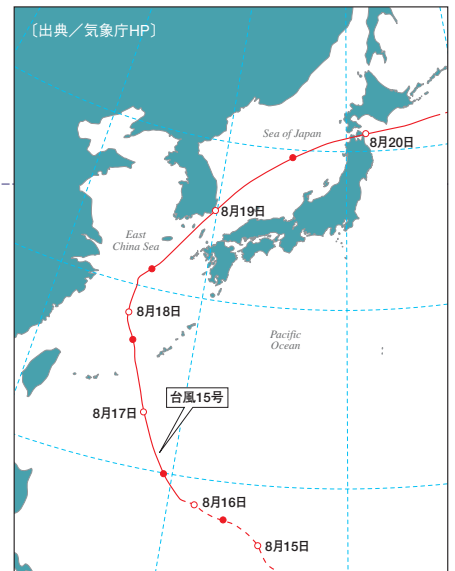 〔出典／気象庁HP〕
Sea of Japan
8月20日
8月19日
East
China Sea
8月18日
Pacific
Ocean
台風15号
8月17日
8月16日
8月15日